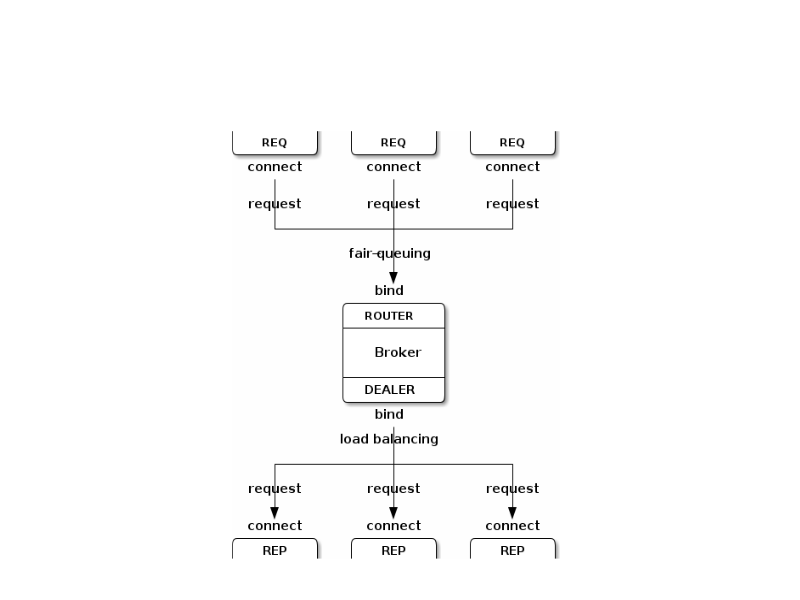 REQ REQ REQ
connect connect connect
request request request
fair-queuing
bind
ROUTER
Broker
DEALER
bind
load balancing
request request request
connect connect connect
REP REP REP